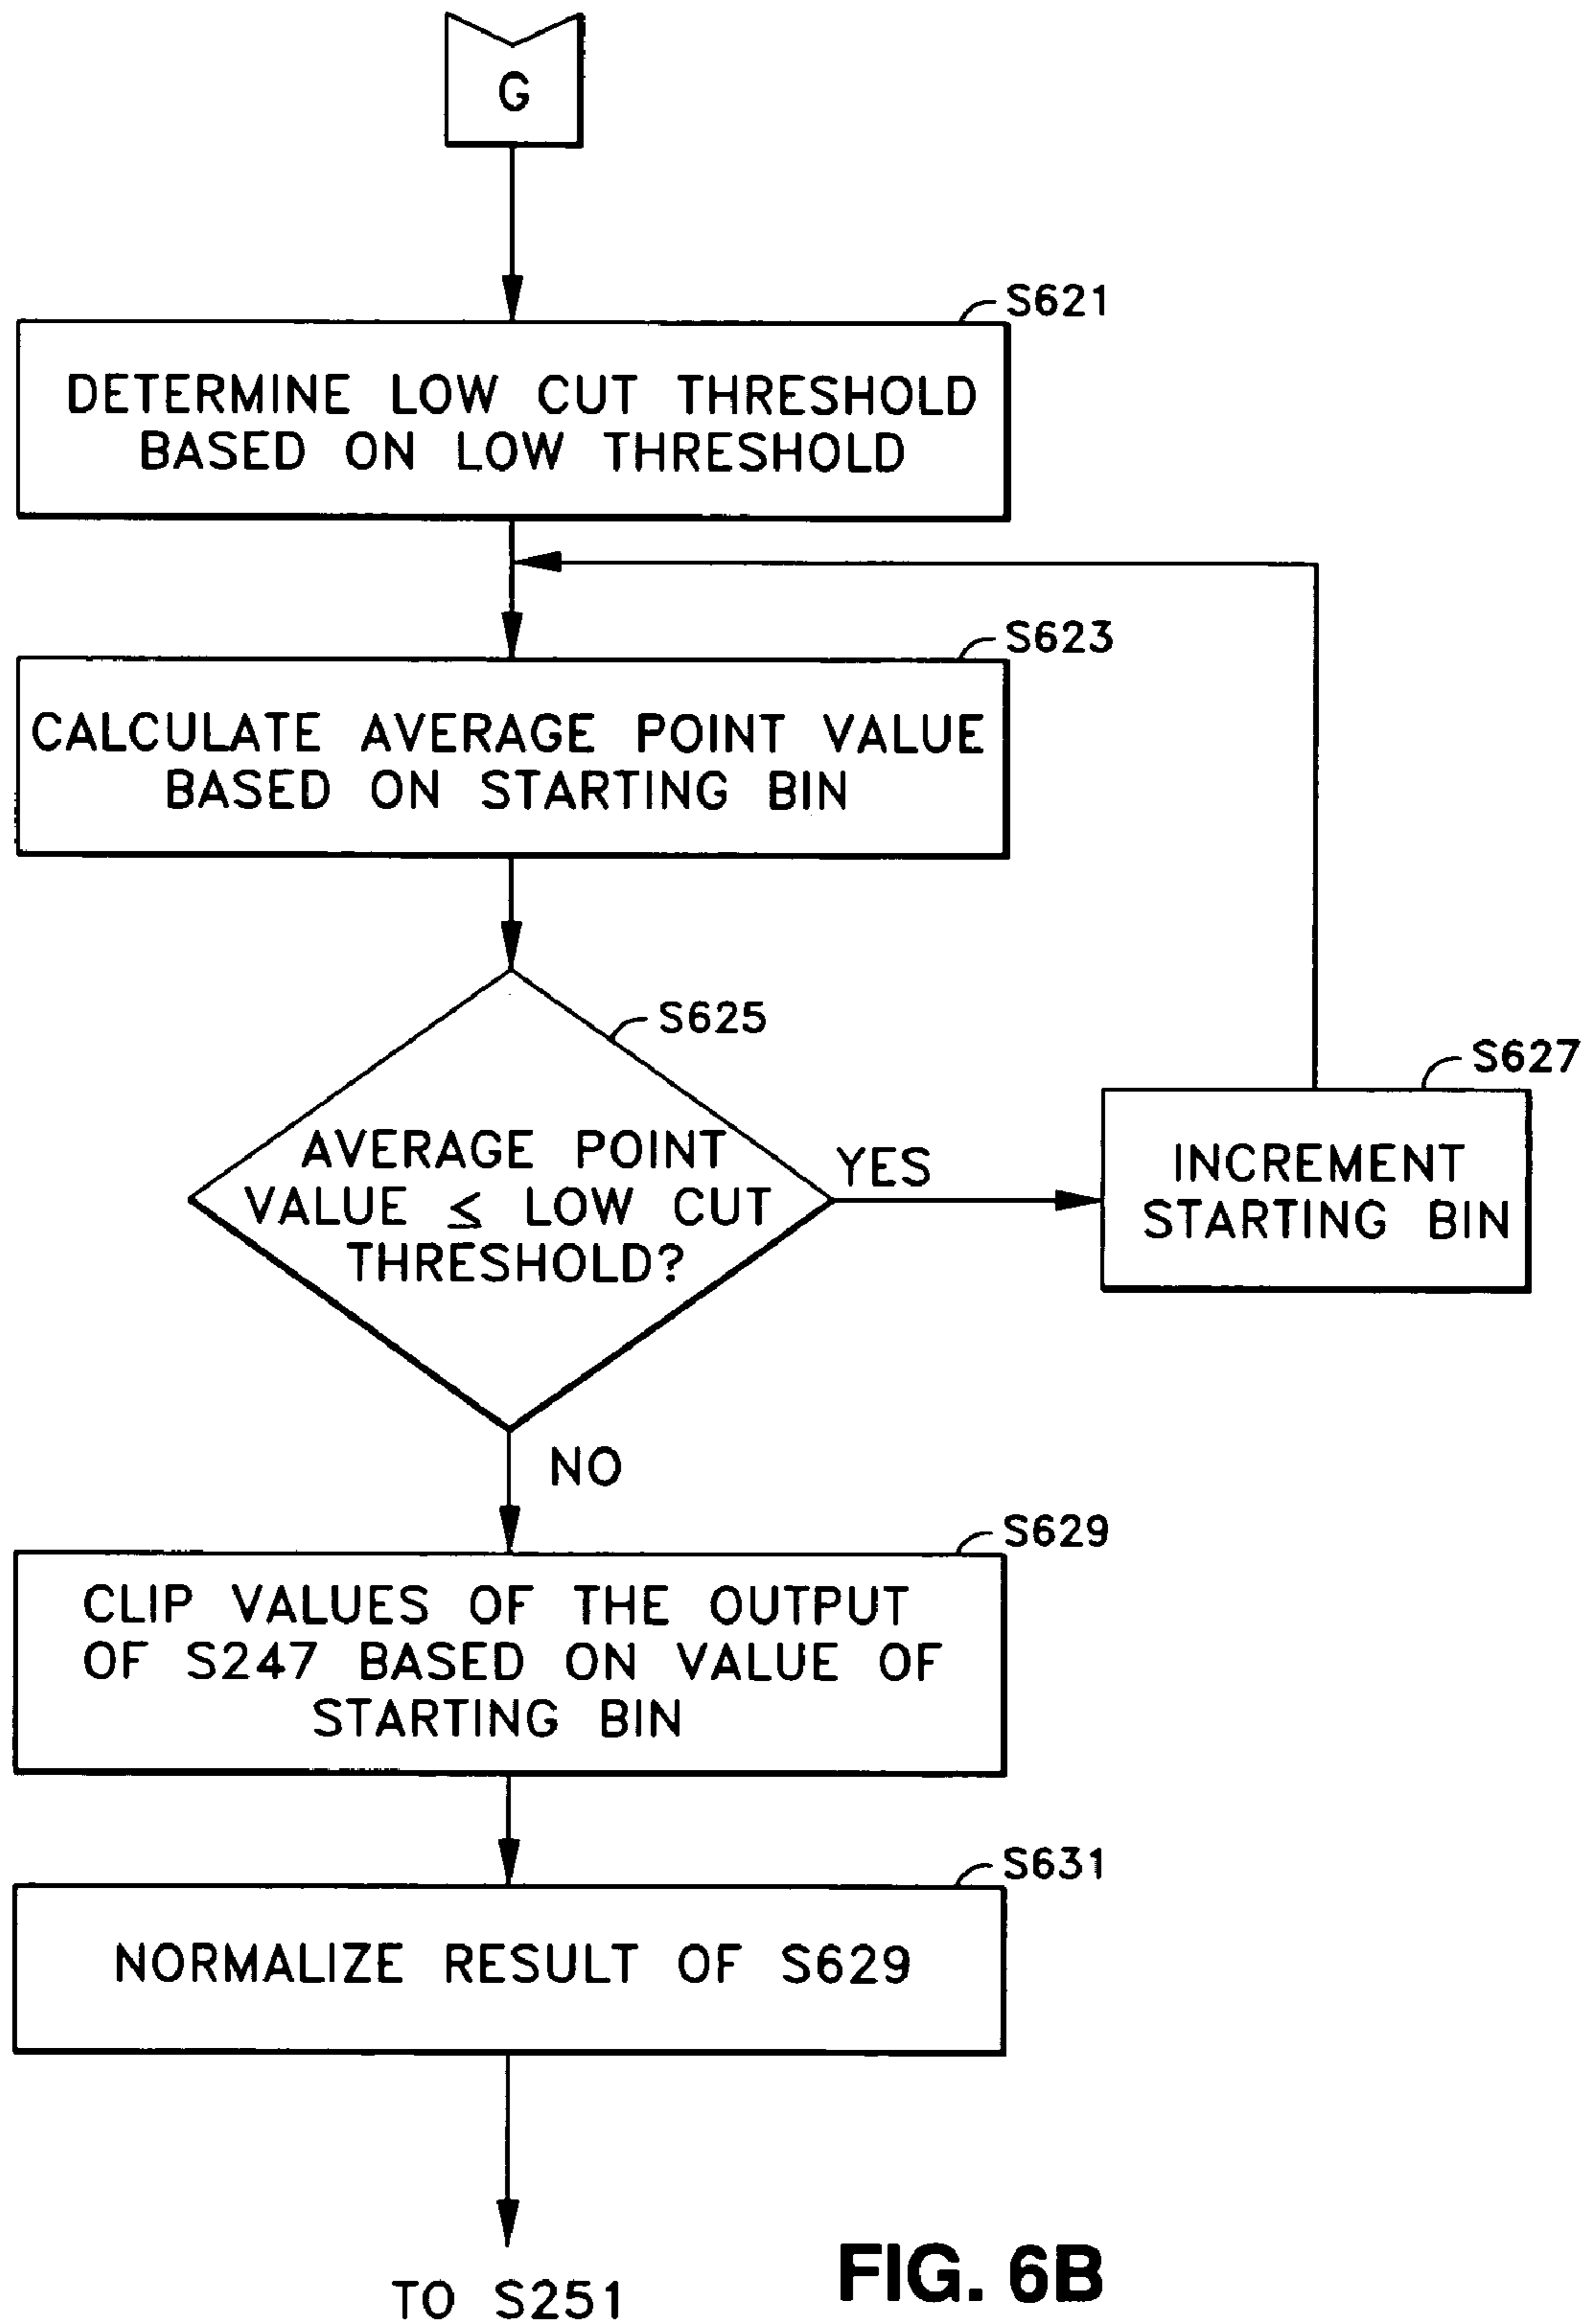 G
S621
DETERMINE LOW CUT THRESHOLD
BASED ON LOW THRESHOLD
S623
CALCULATE AVERAGE POINT VALUE
BASED ON STARTING BIN
S625
AVERAGE POINT
VALUE ≤ LOW CUT
THRESHOLD?
YES
S627
INCREMENT
STARTING BIN
NO
S629
CLIP VALUES OF THE OUTPUT
OF S247 BASED ON VALUE OF
STARTING BIN
S631
NORMALIZE RESULT OF S629
TO S251
FIG. 6B